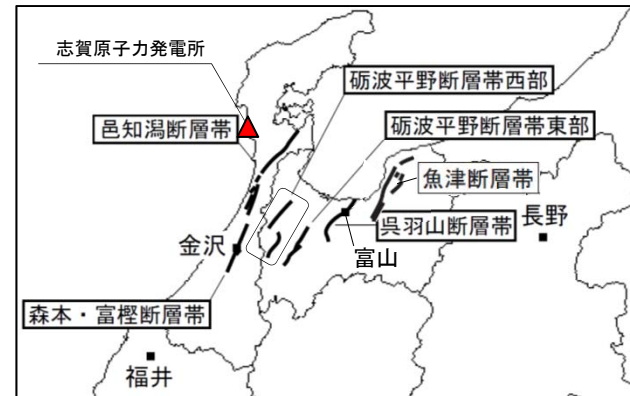 志賀原子力発電所
砺波平野断層帯西部
邑知潟断層帯
砺波平野断層帯東部
魚津断層帯
長野
呉羽山断層帯
金沢
富山
森本・富樫断層帯
福井